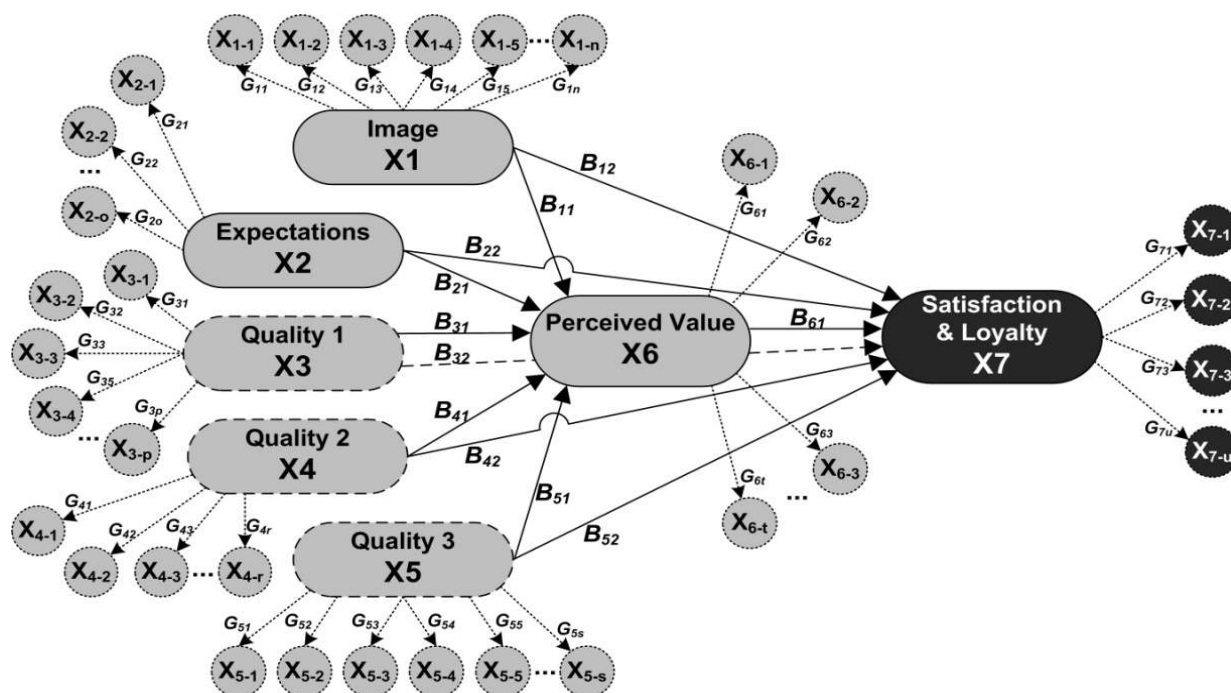 X1-1 X1-2 X1-3 X1-4 X1-5 ... X1-n
G11 G12 G13 G14 G15 G1n
Image
X1
X2-1
G21
X2-2
G22
...
X2-o
G2o
Expectations
X2
B12
B11
B22
B21
X6-1
G61
X6-2
G62
X3-1
G31
X3-2
G32
X3-3
G33
G35
X3-4
G3p
...
X3-p
Quality 1
X3
B31
B32
Perceived Value
X6
B61
Satisfaction
& Loyalty
X7
G71
X7-1
G72
X7-2
G73
X7-3
...
G7u
X7-u
Quality 2
X4
B41
B42
G63
X6-3
G6t
...
X6-t
G41 G42 G43 G4r
X4-1
X4-2 X4-3 ... X4-r
Quality 3
X5
B51
B52
G51 G52 G53 G54 G55 G5s
X5-1 X5-2 X5-3 X5-4 X5-5 ... X5-s